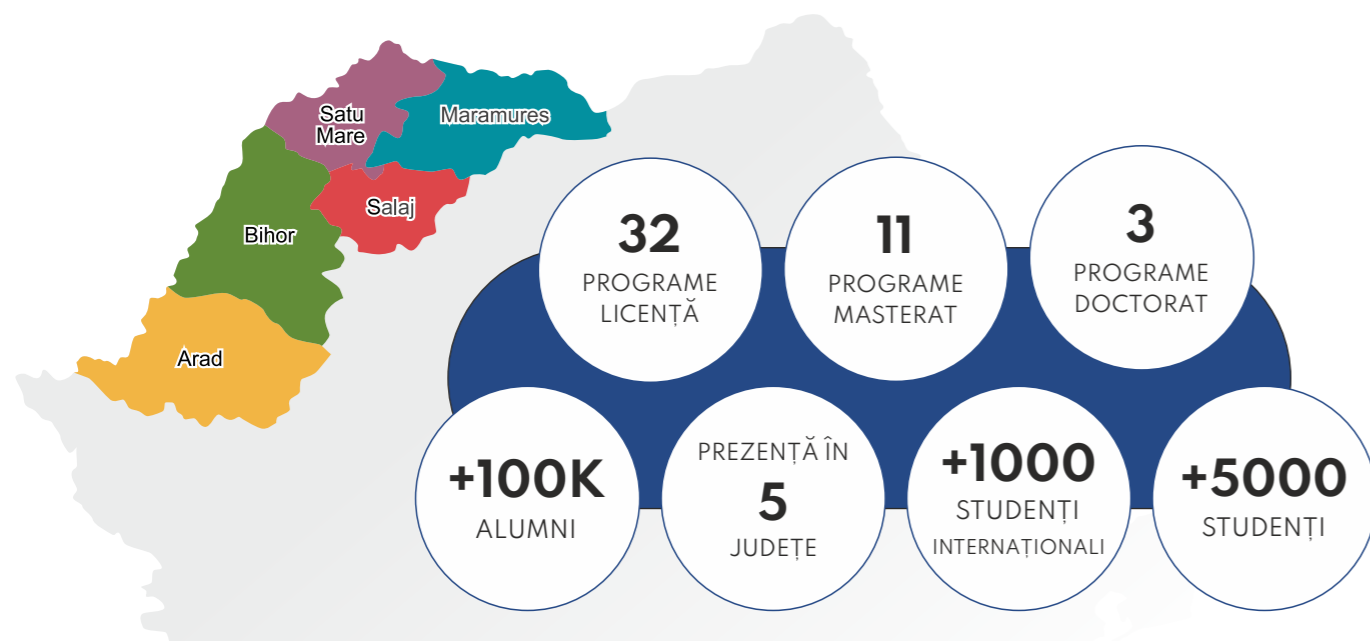 Satu
Mare
Maramures
Salaj
Bihor
Arad
32
PROGRAME
LICENȚĂ
11
PROGRAME
MASTERAT
3
PROGRAME
DOCTORAT
+100K
ALUMNI
PREZENȚĂ ÎN
5
JUDEȚE
+1000
STUDENȚI
INTERNAȚIONALI
+5000
STUDENȚI